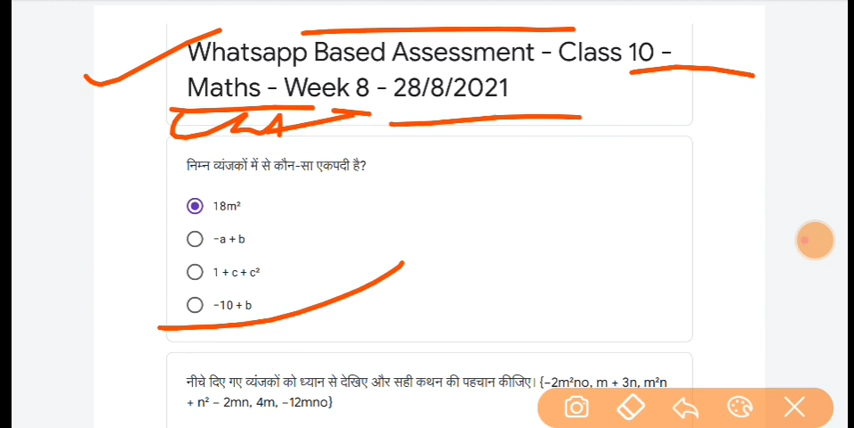 Whatsapp Based Assessment - Class 10 -
Maths - Week 8 - 28/8/2021
निम्न व्यंजकों में से कौन-सा एकपदी है?
18m²
-a + b
1 + c + c²
-10 + b
नीचे दिए गए व्यंजकों को ध्यान से देखिए और सही कथन की पहचान कीजिए। {-2m²no, m + 3n, m²n
+ n² - 2mn, 4m, -12mno}